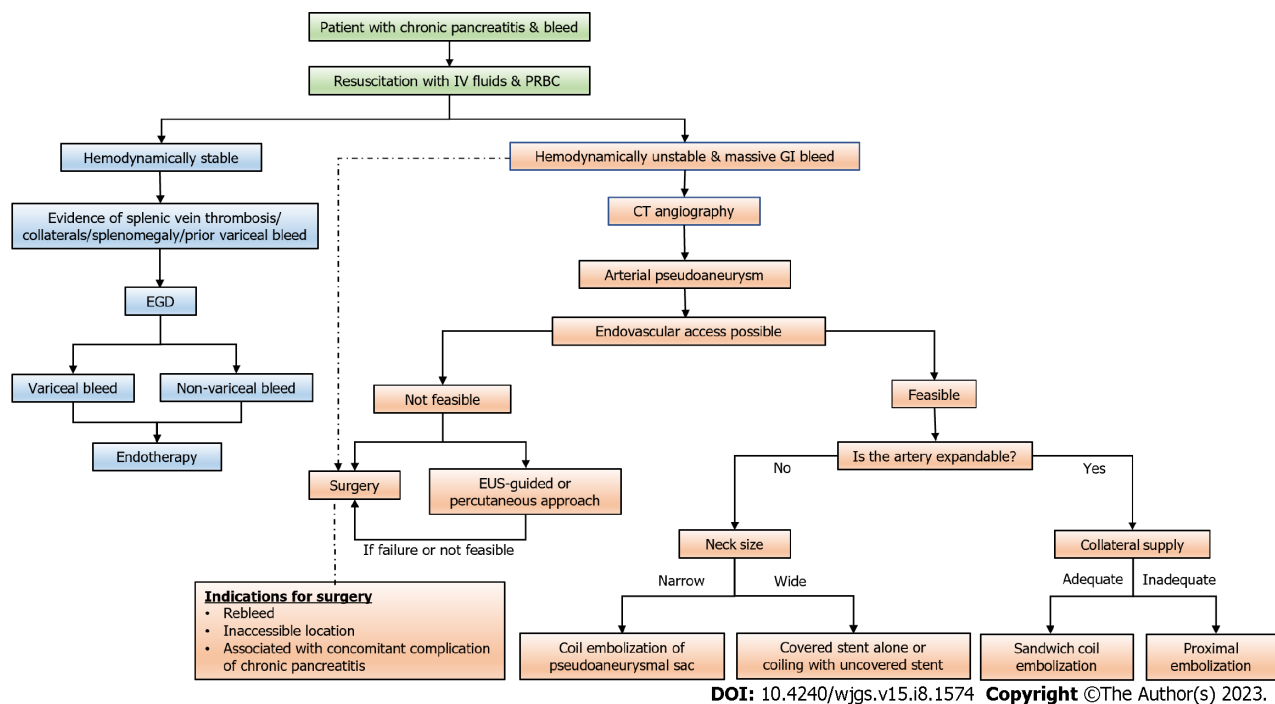 Patient with chronic pancreatitis & bleed
Resuscitation with IV fluids & PRBC
Hemodynamically stable
Hemodynamically unstable & massive GI bleed
Evidence of splenic vein thrombosis/
collaterals/splenomegaly/prior variceal bleed
CT angiography
Arterial pseudoaneurysm
EGD
Endovascular access possible
Variceal bleed
Non-variceal bleed
Not feasible
Feasible
Endotherapy
Is the artery expandable?
No
Yes
Surgery
EUS-guided or
percutaneous approach
If failure or not feasible
Neck size
Collateral supply
Narrow
Wide
Adequate
Inadequate
Indications for surgery
• Rebleed
• Inaccessible location
• Associated with concomitant complication
of chronic pancreatitis
Coil embolization of
pseudoaneurysmal sac
Covered stent alone or
coiling with uncovered stent
Sandwich coil
embolization
Proximal
embolization
DOI: 10.4240/wjgs.v15.i8.1574 Copyright ©The Author(s) 2023.